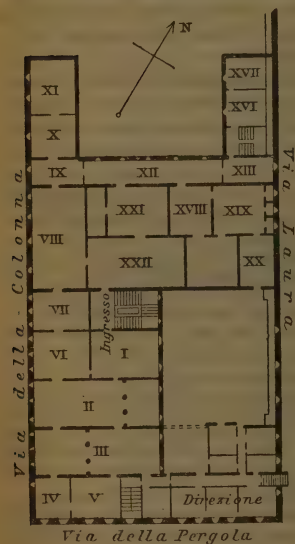 N
XI
XVII
X
XVI
IX
XII
XIII
XXI
XVIII
XIX
VIII
XXII
XX
VII
Ingresso
VI
I
II
III
IV
V
Direzione
Via della Colonna
Via Laura
Via della Pergola